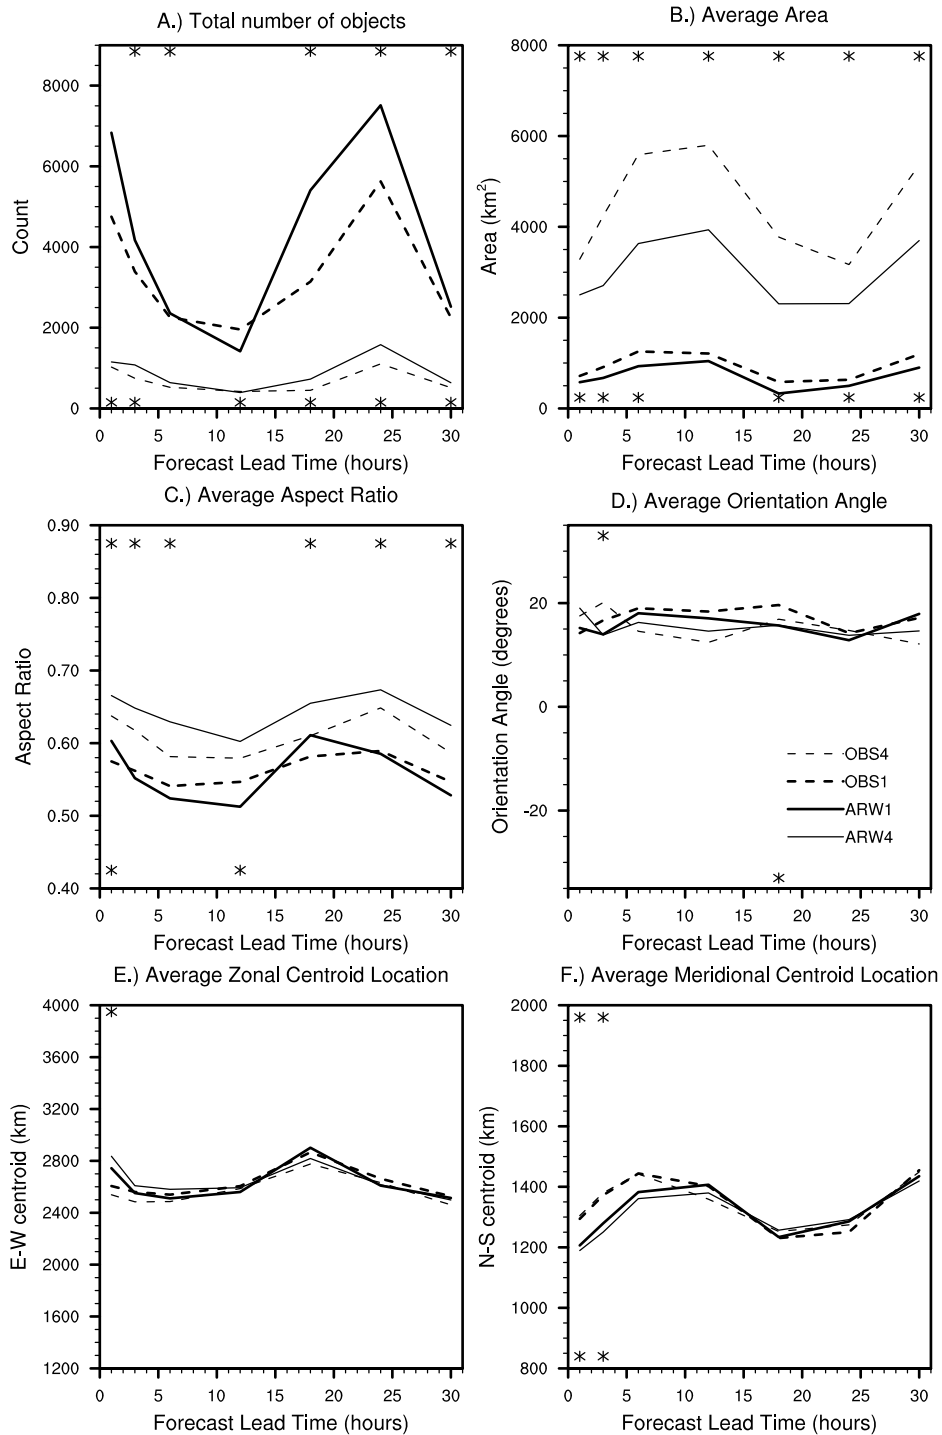 A.) Total number of objects
Count
8000
6000
4000
2000
0
0 5 10 15 20 25 30
Forecast Lead Time (hours)
B.) Average Area
Area (km²)
8000
6000
4000
2000
0
0 5 10 15 20 25 30
Forecast Lead Time (hours)
C.) Average Aspect Ratio
Aspect Ratio
0.90
0.80
0.70
0.60
0.50
0.40
0 5 10 15 20 25 30
Forecast Lead Time (hours)
D.) Average Orientation Angle
Orientation Angle (degrees)
20
0
-20
OBS4
OBS1
ARW1
ARW4
0 5 10 15 20 25 30
Forecast Lead Time (hours)
E.) Average Zonal Centroid Location
E-W centroid (km)
4000
3600
3200
2800
2400
2000
1600
1200
0 5 10 15 20 25 30
Forecast Lead Time (hours)
F.) Average Meridional Centroid Location
N-S centroid (km)
2000
1800
1600
1400
1200
1000
800
0 5 10 15 20 25 30
Forecast Lead Time (hours)